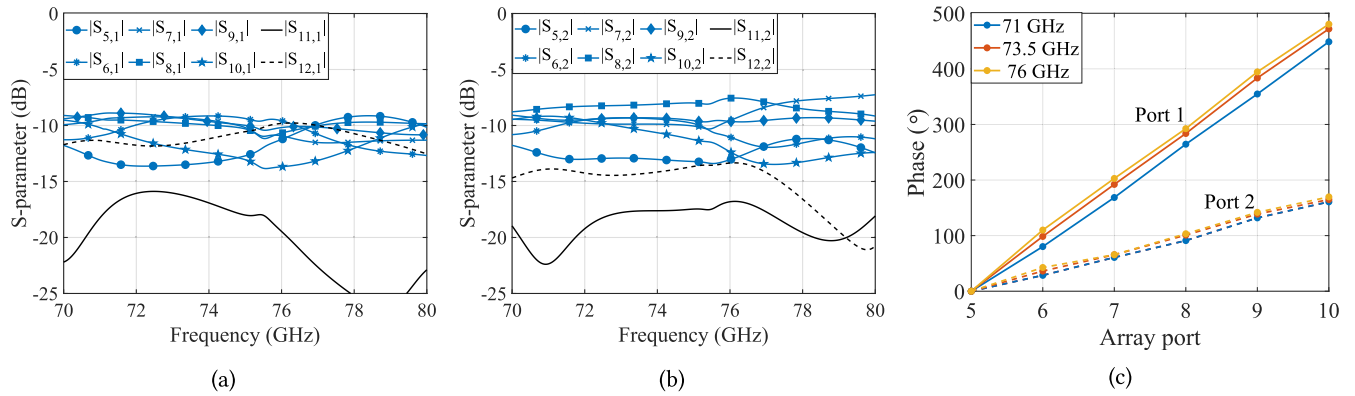 |S5,1| |S7,1| |S9,1| |S11,1|
|S6,1| |S8,1| |S10,1| |S12,1|
S-parameter (dB)
0
-5
-10
-15
-20
-25
70 72 74 76 78 80
Frequency (GHz)
(a)
|S5,2| |S7,2| |S9,2| |S11,2|
|S6,2| |S8,2| |S10,2| |S12,2|
S-parameter (dB)
0
-5
-10
-15
-20
-25
70 72 74 76 78 80
Frequency (GHz)
(b)
71 GHz
73.5 GHz
76 GHz
Port 1
Port 2
Phase (°)
500
400
300
200
100
0
5 6 7 8 9 10
Array port
(c)